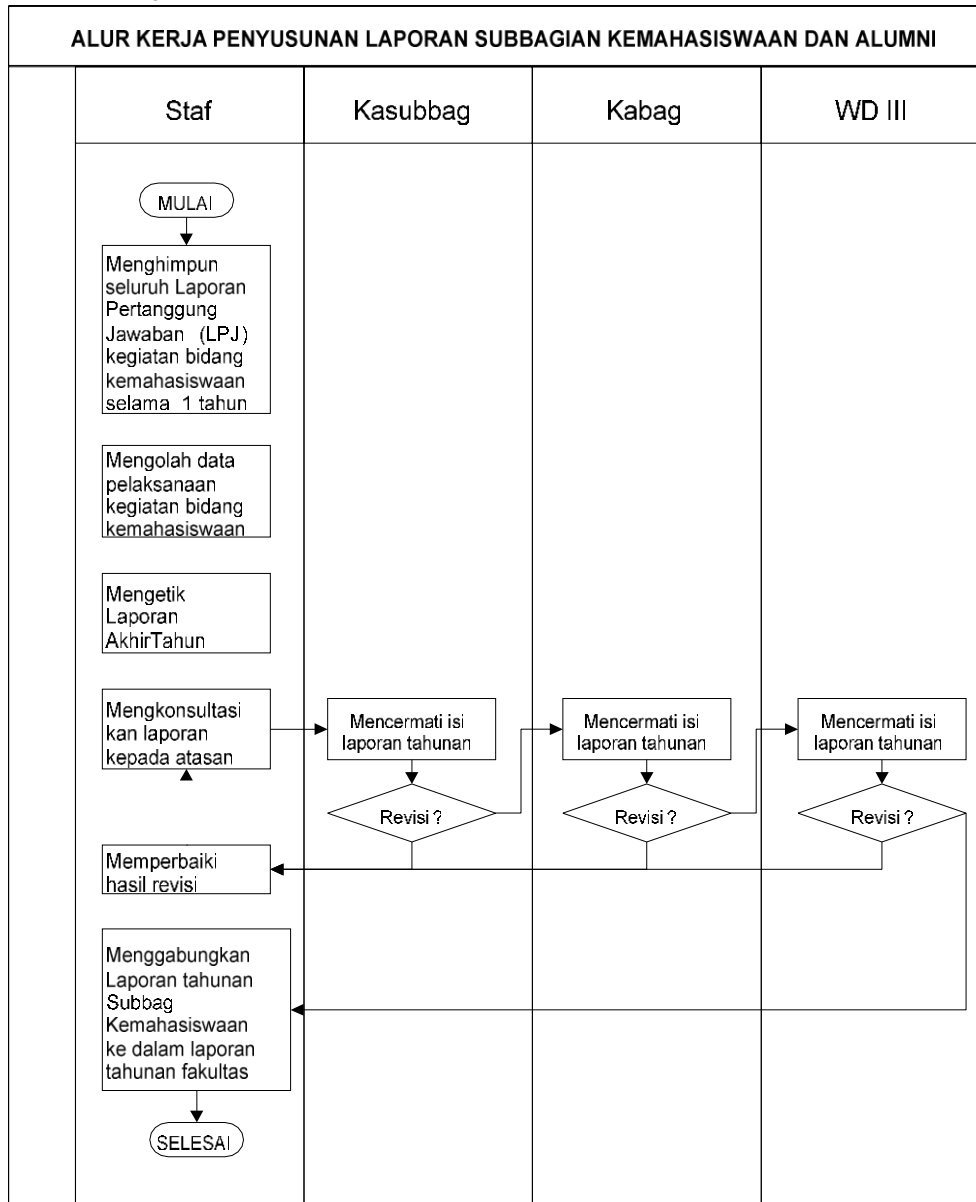 ALUR KERJA PENYUSUNAN LAPORAN SUBBAGIAN KEMAHASISWAAN DAN ALUMNI
Staf
Kasubbag
Kabag
WD III
MULAI
Menghimpun
seluruh Laporan
Pertanggung
Jawaban (LPJ)
kegiatan bidang
kemahasiswaan
selama 1 tahun
Mengolah data
pelaksanaan
kegiatan bidang
kemahasiswaan
Mengetik
Laporan
AkhirTahun
Mengkonsultasi
kan laporan
kepada atasan
Mencermati isi
laporan tahunan
Mencermati isi
laporan tahunan
Mencermati isi
laporan tahunan
Revisi ?
Revisi ?
Revisi ?
Memperbaiki
hasil revisi
Menggabungkan
Laporan tahunan
Subbag
Kemahasiswaan
ke dalam laporan
tahunan fakultas
SELESAI